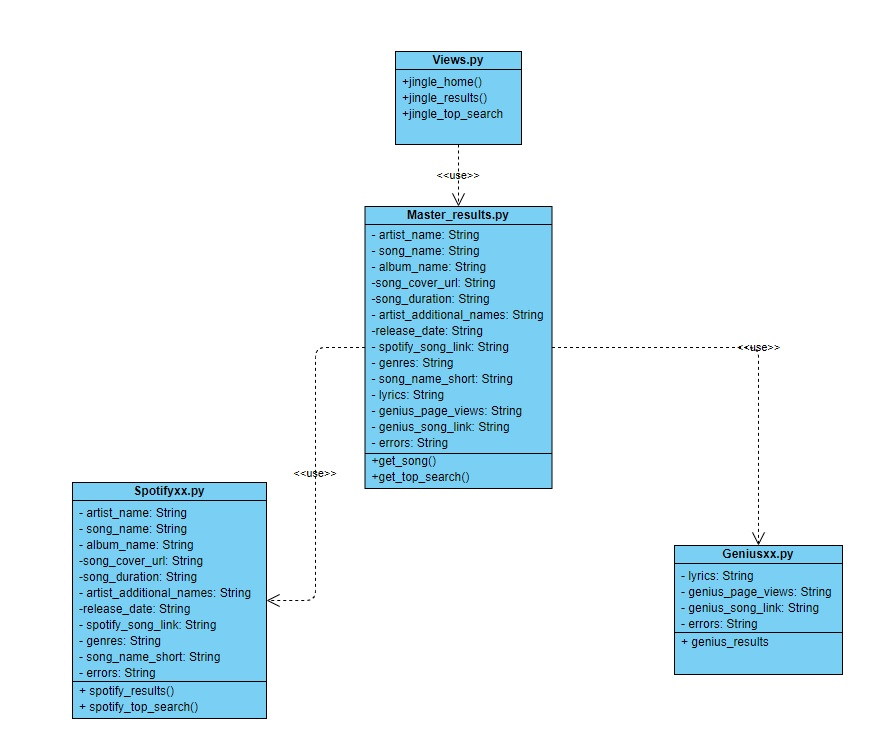 Views.py
+jingle_home()
+jingle_results()
+jingle_top_search
<<use>>
Master_results.py
- artist_name: String
- song_name: String
- album_name: String
-song_cover_url: String
-song_duration: String
- artist_additional_names: String
-release_date: String
- spotify_song_link: String
- genres: String
- song_name_short: String
- lyrics: String
- genius_page_views: String
- genius_song_link: String
- errors: String
+get_song()
+get_top_search()
<<use>>
<<use>>
Spotifyxx.py
- artist_name: String
- song_name: String
- album_name: String
-song_cover_url: String
-song_duration: String
- artist_additional_names: String
-release_date: String
- spotify_song_link: String
- genres: String
- song_name_short: String
- errors: String
+ spotify_results()
+ spotify_top_search()
Geniusxx.py
- lyrics: String
- genius_page_views: String
- genius_song_link: String
- errors: String
+ genius_results